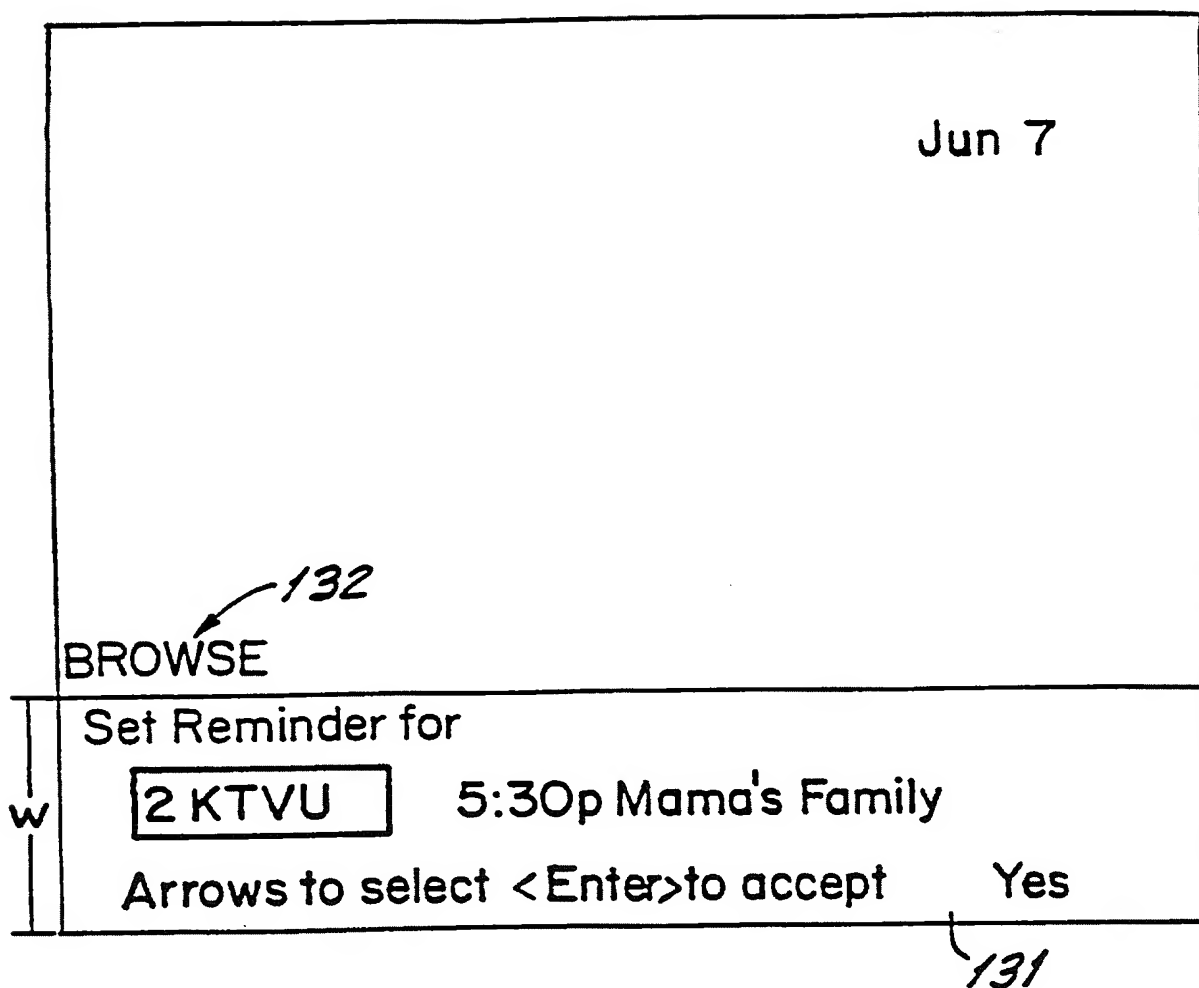 Jun 7
132
BROWSE
Set Reminder for
W
2 KTVU 5:30p Mama's Family
Arrows to select <Enter>to accept Yes
131